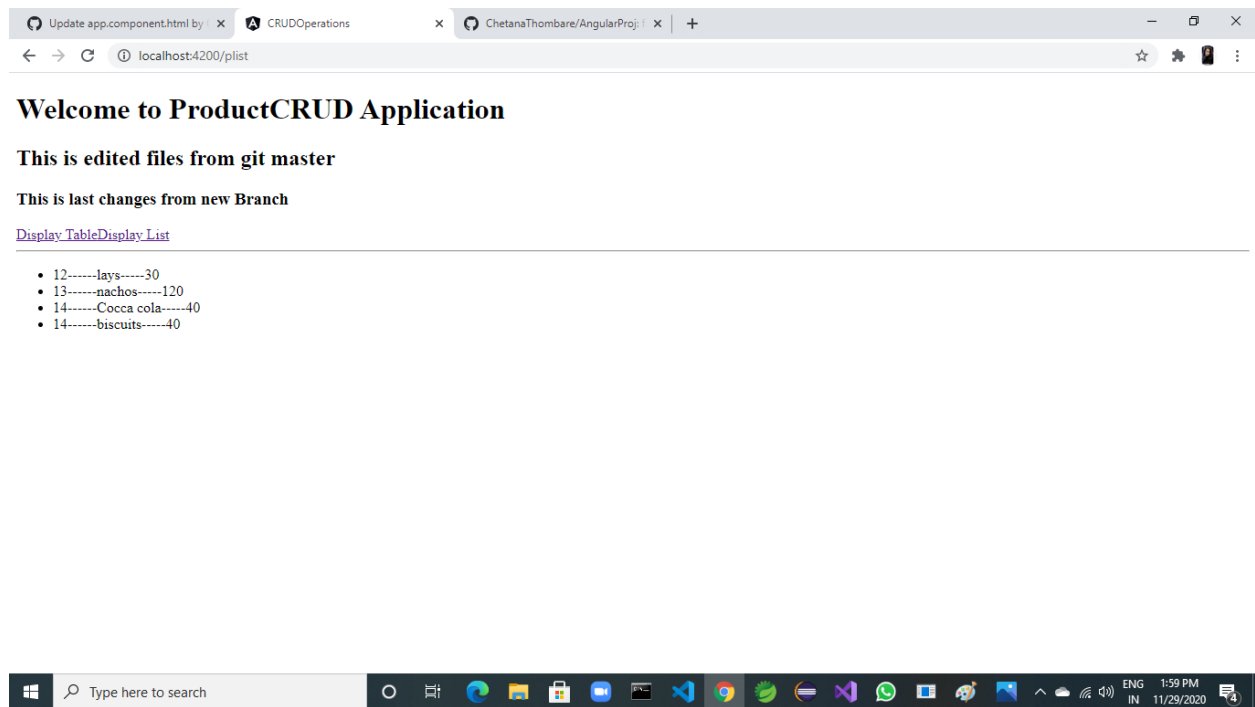 Update app.component.html by
CRUDOperations
ChetanaThombare/AngularProj:
localhost:4200/plist
Welcome to ProductCRUD Application
This is edited files from git master
This is last changes from new Branch
Display TableDisplay List
12------lays-----30
13------nachos-----120
14------Cocca cola-----40
14------biscuits-----40
Type here to search
ENG
IN
1:59 PM
11/29/2020
4